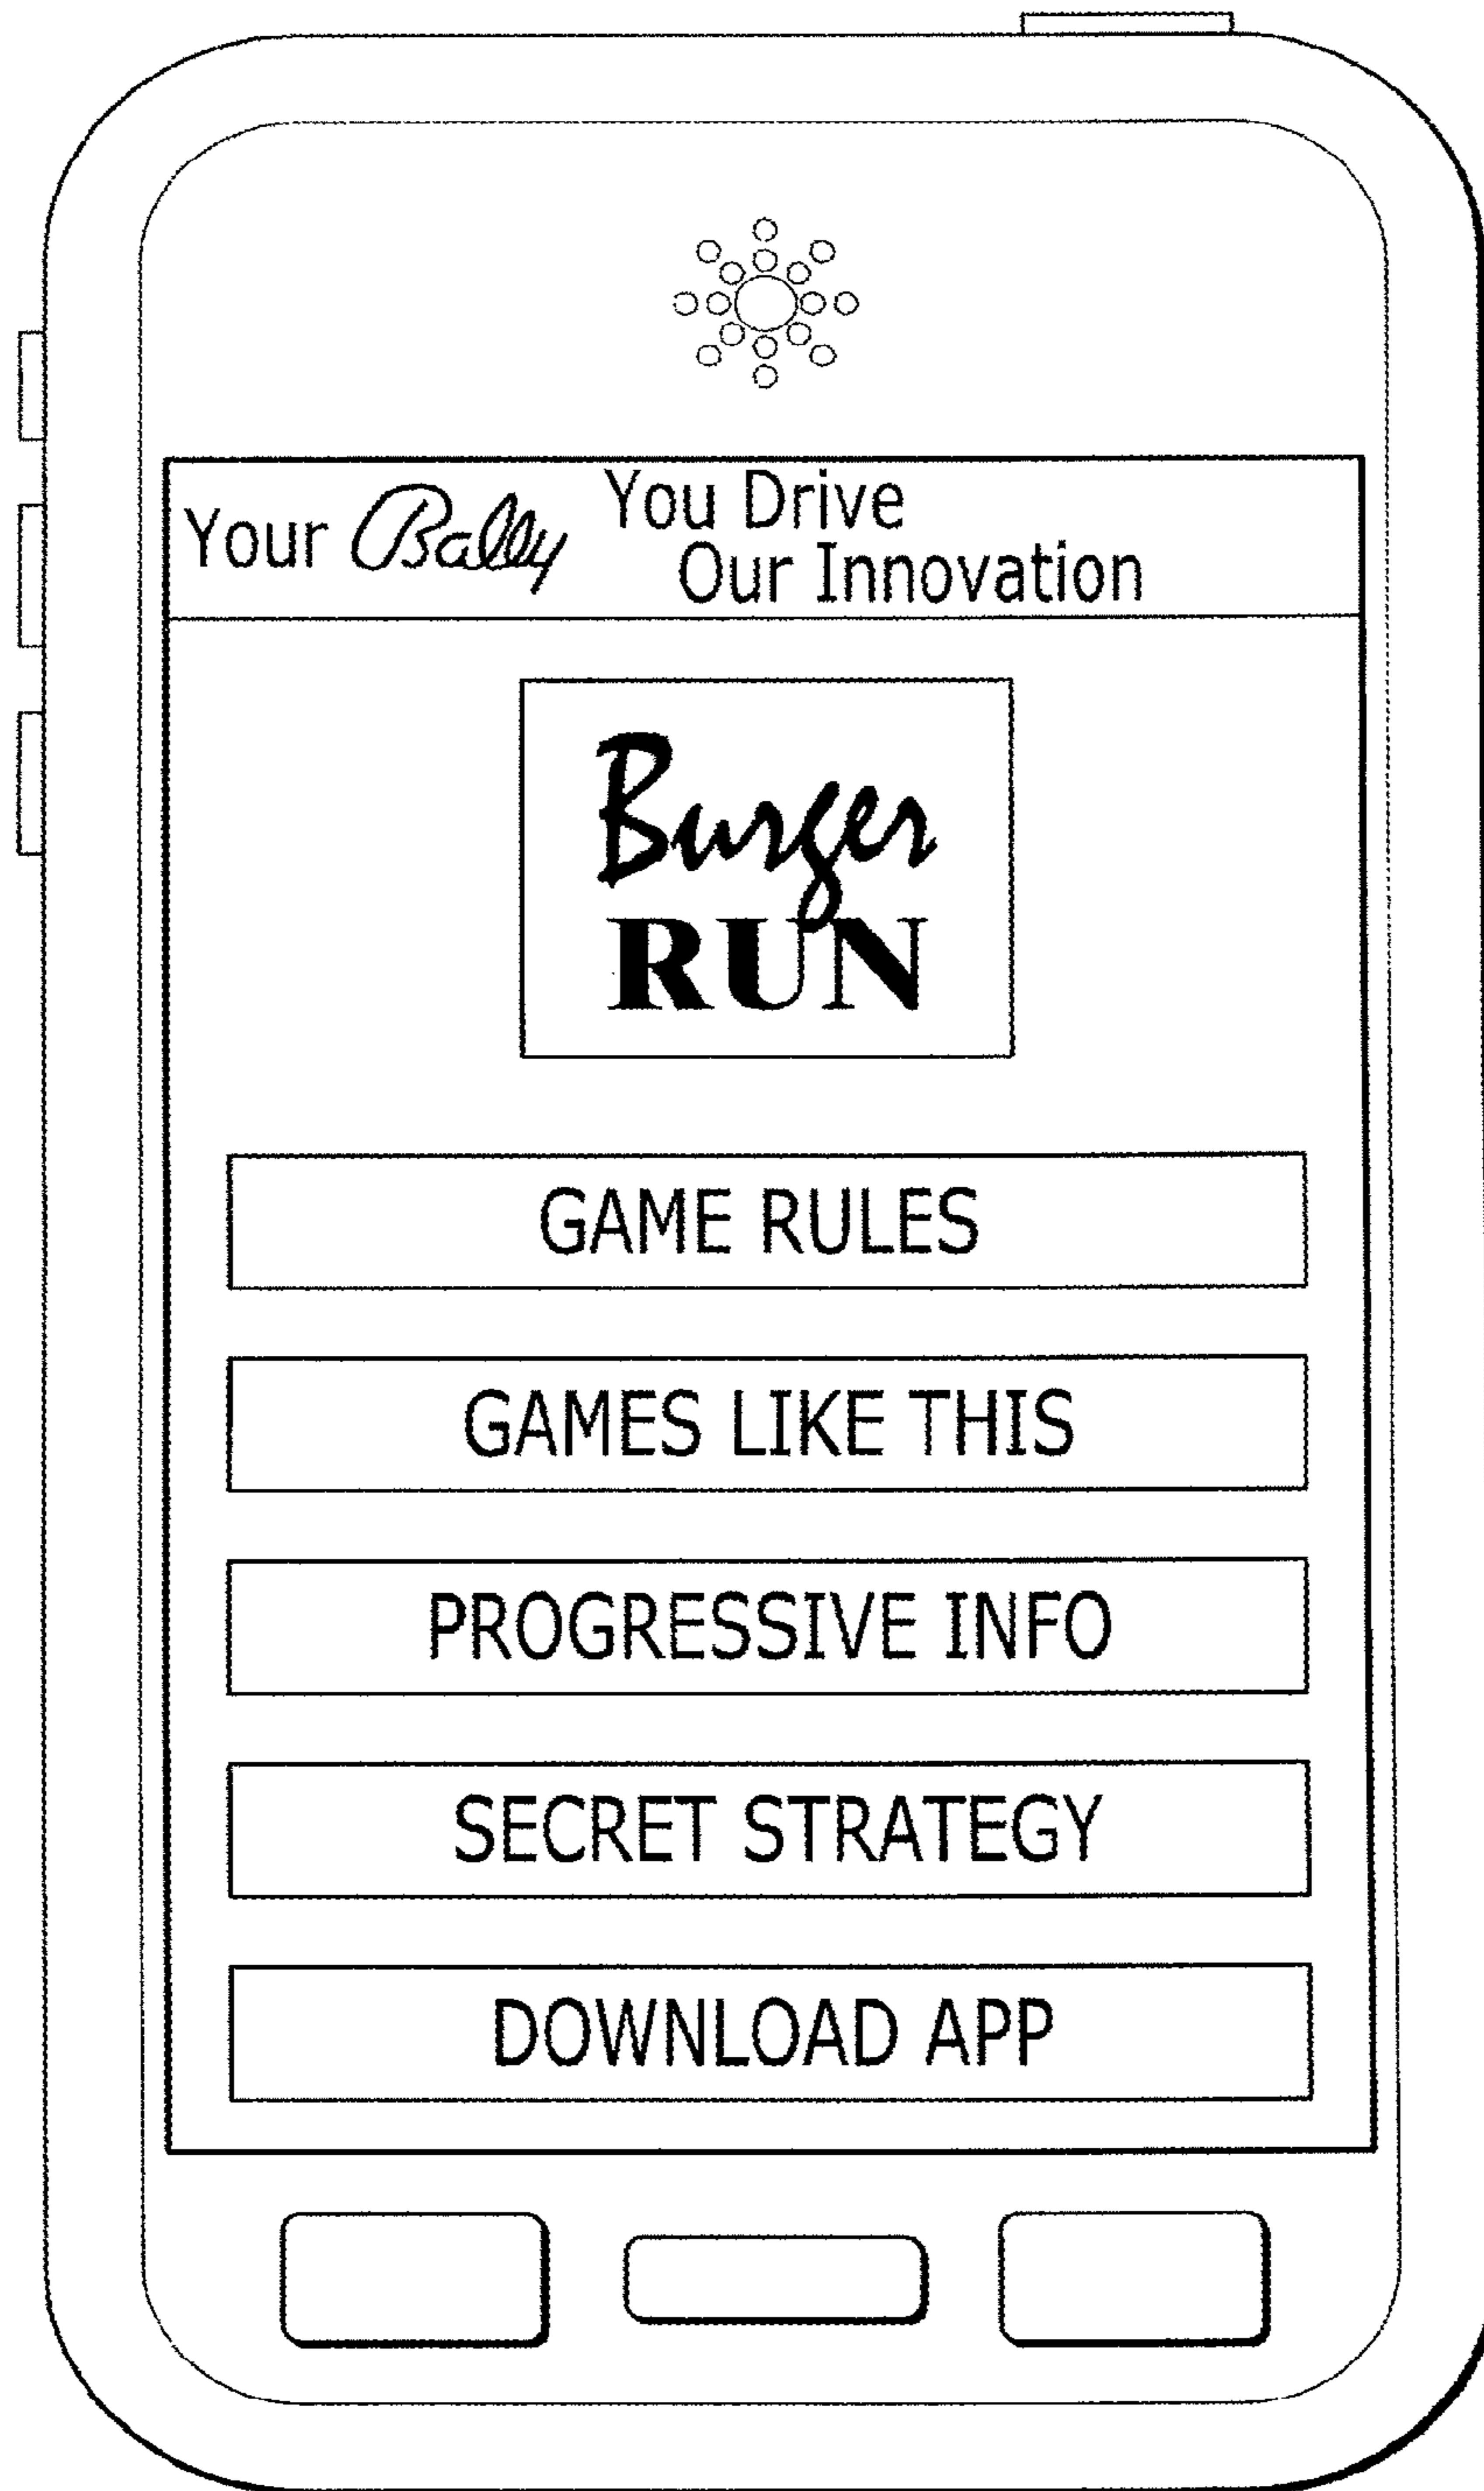 Your Bally You Drive
Our Innovation
Burger
RUN
GAME RULES
GAMES LIKE THIS
PROGRESSIVE INFO
SECRET STRATEGY
DOWNLOAD APP